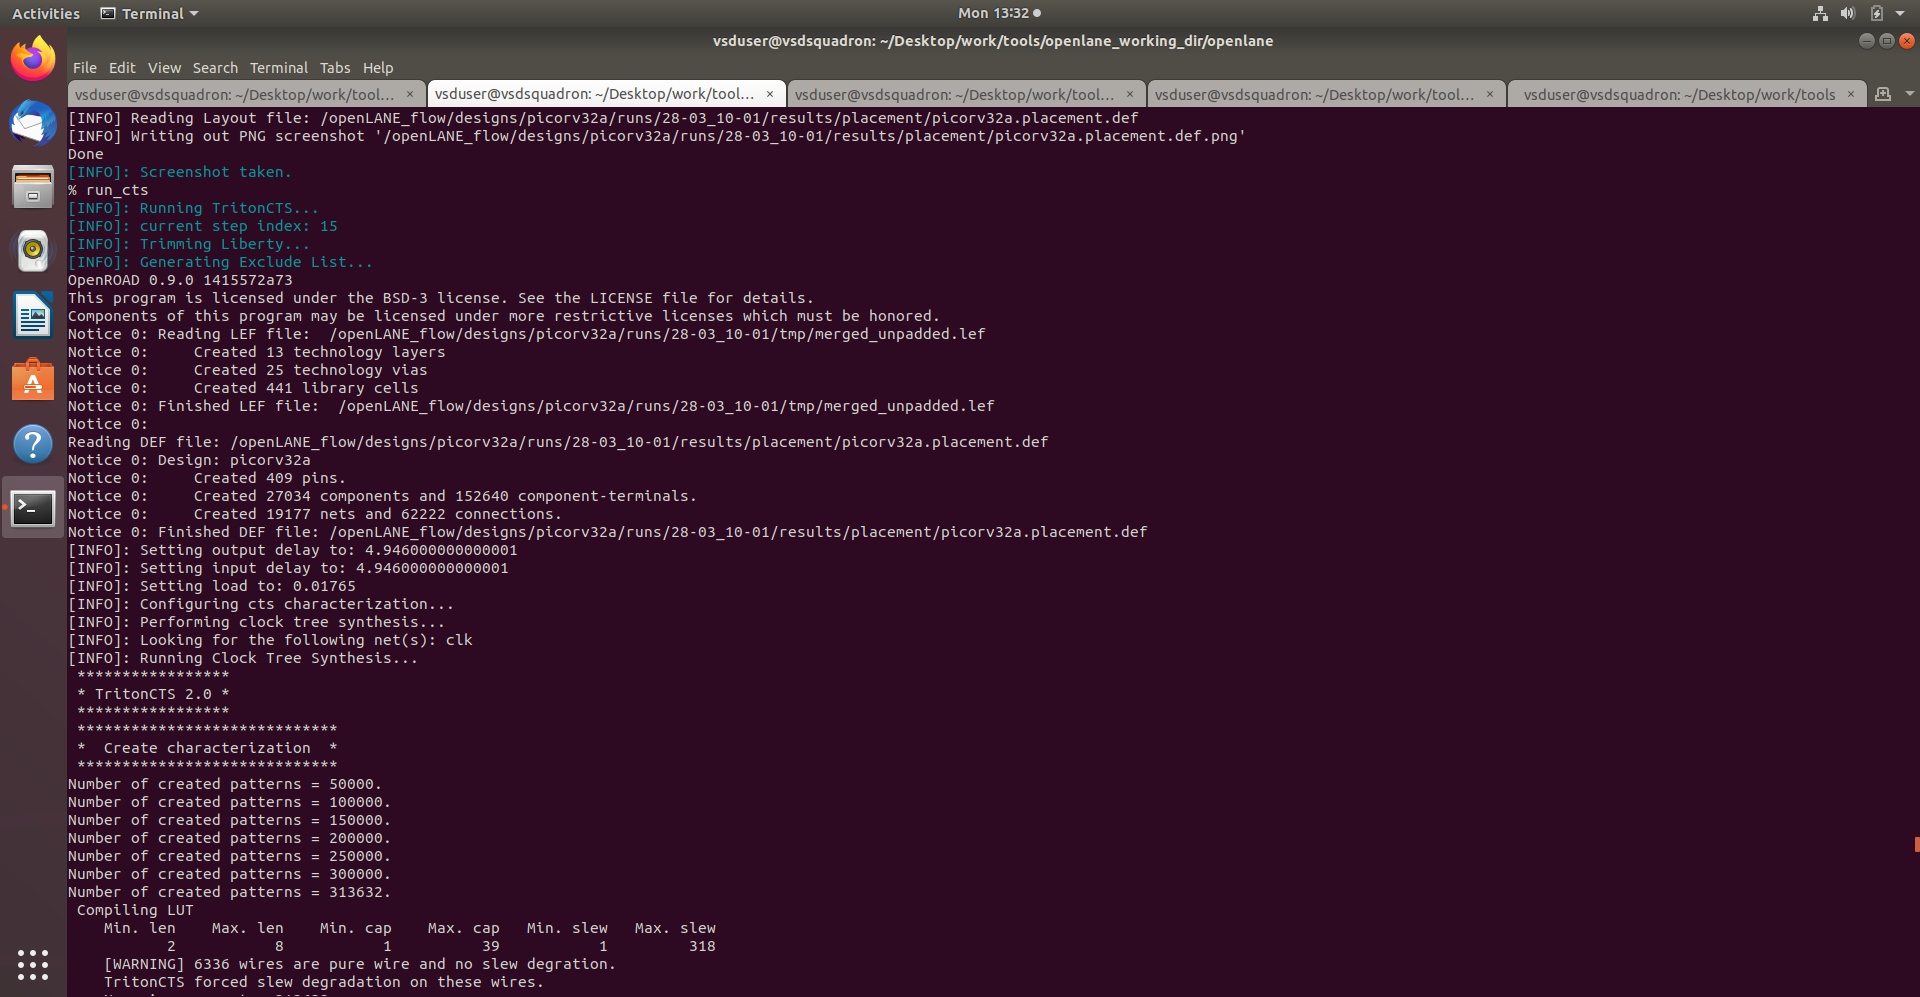 Activities Terminal Mon 13:32
vsduser@vsdsquadron: ~/Desktop/work/tools/openlane_working_dir/openlane
File Edit View Search Terminal Tabs Help
vsduser@vsdsquadron: ~/Desktop/work/tool... × vsduser@vsdsquadron: ~/Desktop/work/tool... × vsduser@vsdsquadron: ~/Desktop/work/tool... × vsduser@vsdsquadron: ~/Desktop/work/tool... × vsduser@vsdsquadron: ~/Desktop/work/tools ×
[INFO] Reading Layout file: /openLANE_flow/designs/picorv32a/runs/28-03_10-01/results/placement/picorv32a.placement.def
[INFO] Writing out PNG screenshot '/openLANE_flow/designs/picorv32a/runs/28-03_10-01/results/placement/picorv32a.placement.def.png'
Done
[INFO]: Screenshot taken.
% run_cts
[INFO]: Running TritonCTS...
[INFO]: current step index: 15
[INFO]: Trimming Liberty...
[INFO]: Generating Exclude List...
OpenROAD 0.9.0 1415572a73
This program is licensed under the BSD-3 license. See the LICENSE file for details.
Components of this program may be licensed under more restrictive licenses which must be honored.
Notice 0: Reading LEF file:  /openLANE_flow/designs/picorv32a/runs/28-03_10-01/tmp/merged_unpadded.lef
Notice 0:     Created 13 technology layers
Notice 0:     Created 25 technology vias
Notice 0:     Created 441 library cells
Notice 0: Finished LEF file:  /openLANE_flow/designs/picorv32a/runs/28-03_10-01/tmp/merged_unpadded.lef
Notice 0:
Reading DEF file: /openLANE_flow/designs/picorv32a/runs/28-03_10-01/results/placement/picorv32a.placement.def
Notice 0: Design: picorv32a
Notice 0:     Created 409 pins.
Notice 0:     Created 27034 components and 152640 component-terminals.
Notice 0:     Created 19177 nets and 62222 connections.
Notice 0: Finished DEF file: /openLANE_flow/designs/picorv32a/runs/28-03_10-01/results/placement/picorv32a.placement.def
[INFO]: Setting output delay to: 4.946000000000001
[INFO]: Setting input delay to: 4.946000000000001
[INFO]: Setting load to: 0.01765
[INFO]: Configuring cts characterization...
[INFO]: Performing clock tree synthesis...
[INFO]: Looking for the following net(s): clk
[INFO]: Running Clock Tree Synthesis...
*****************
* TritonCTS 2.0 *
*****************
*****************************
*  Create characterization  *
*****************************
Number of created patterns = 50000.
Number of created patterns = 100000.
Number of created patterns = 150000.
Number of created patterns = 200000.
Number of created patterns = 250000.
Number of created patterns = 300000.
Number of created patterns = 313632.
Compiling LUT
Min. len    Max. len    Min. cap    Max. cap   Min. slew   Max. slew
2           8           1          39           1         318
[WARNING] 6336 wires are pure wire and no slew degration.
TritonCTS forced slew degradation on these wires.